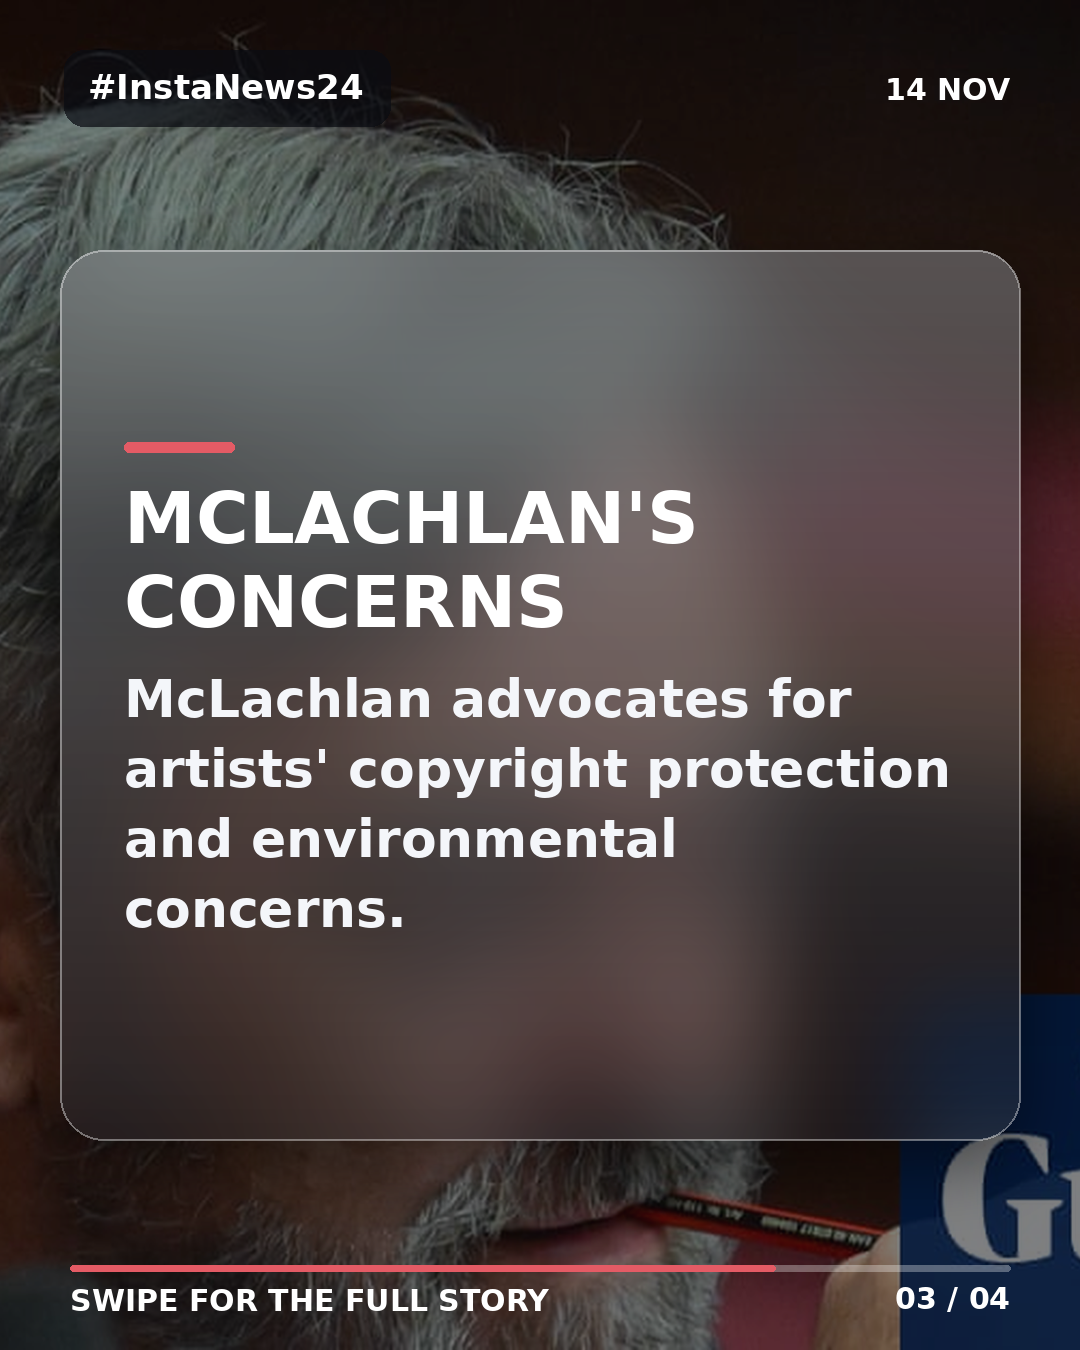 #InstaNews24
14 NOV
MCLACHLAN'S
CONCERNS
McLachlan advocates for
artists' copyright protection
and environmental
concerns.
SWIPE FOR THE FULL STORY
03 / 04